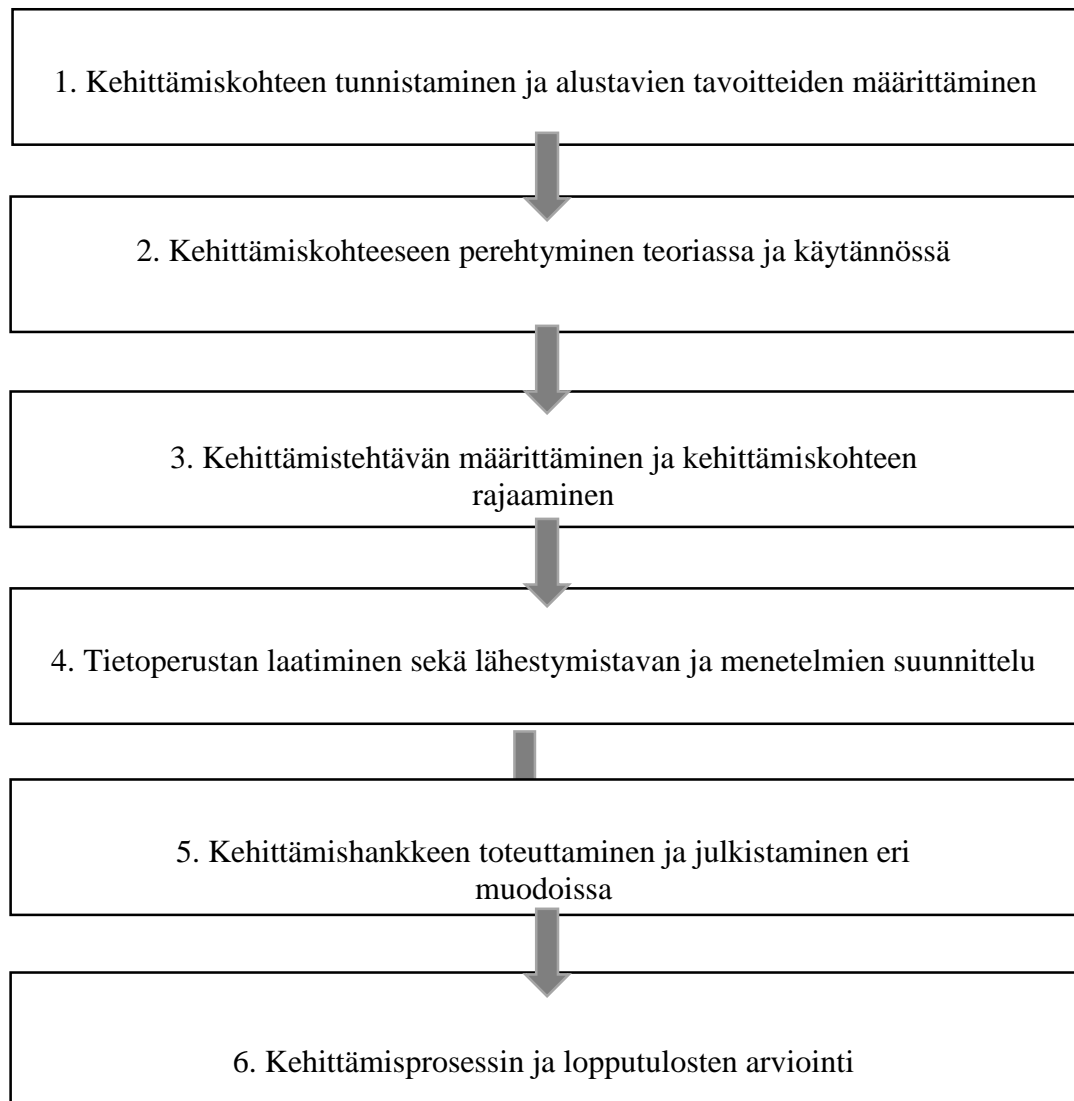 1. Kehittämiskohteen tunnistaminen ja alustavien tavoitteiden määrittäminen
2. Kehittämiskohteeseen perehtyminen teoriassa ja käytännössä
3. Kehittämistehtävän määrittäminen ja kehittämiskohteen
rajaaminen
4. Tietoperustan laatiminen sekä lähestymistavan ja menetelmien suunnittelu
5. Kehittämishankkeen toteuttaminen ja julkistaminen eri
muodoissa
6. Kehittämisprosessin ja lopputulosten arviointi